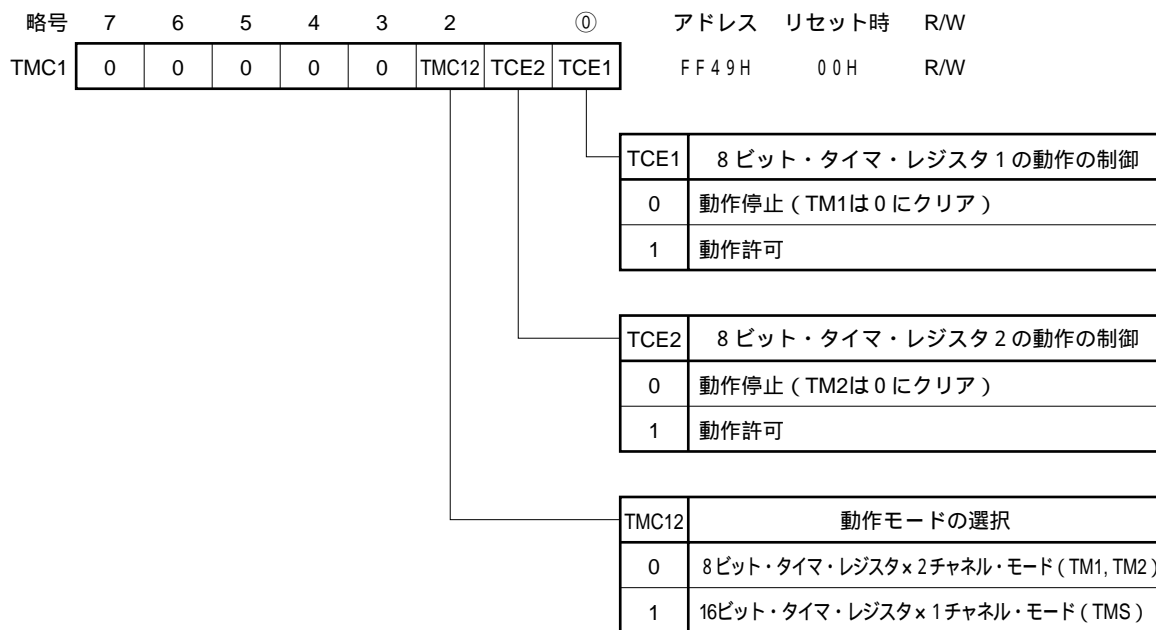 略号 7 6 5 4 3 2 ⓪ アドレス リセット時 R/W
TMC1 0 0 0 0 0 TMC12 TCE2 TCE1 FF49H 00H R/W
TCE1 8ビット・タイマ・レジスタ1の動作の制御
0 動作停止(TM1は0にクリア)
1 動作許可
TCE2 8ビット・タイマ・レジスタ2の動作の制御
0 動作停止(TM2は0にクリア)
1 動作許可
TMC12 動作モードの選択
0 8ビット・タイマ・レジスタ×2チャネル・モード(TM1, TM2)
1 16ビット・タイマ・レジスタ×1チャネル・モード(TMS)